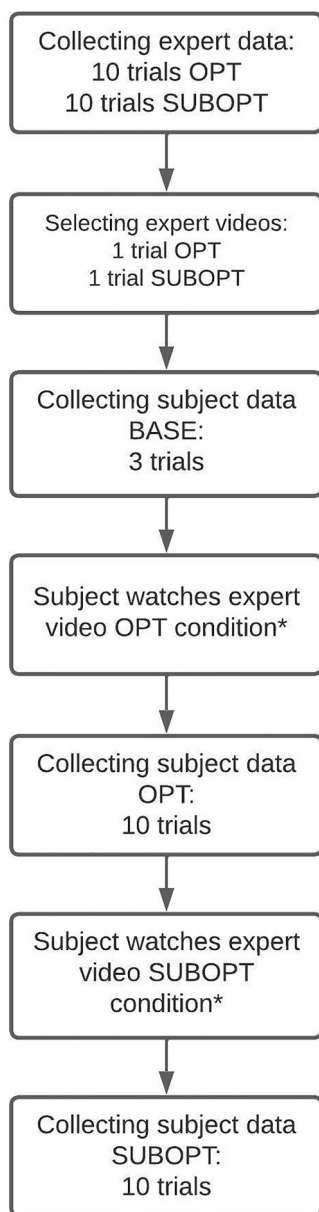 Collecting expert data:
10 trials OPT
10 trials SUBOPT
Selecting expert videos:
1 trial OPT
1 trial SUBOPT
Collecting subject data
BASE:
3 trials
Subject watches expert
video OPT condition*
Collecting subject data
OPT:
10 trials
Subject watches expert
video SUBOPT
condition*
Collecting subject data
SUBOPT:
10 trials